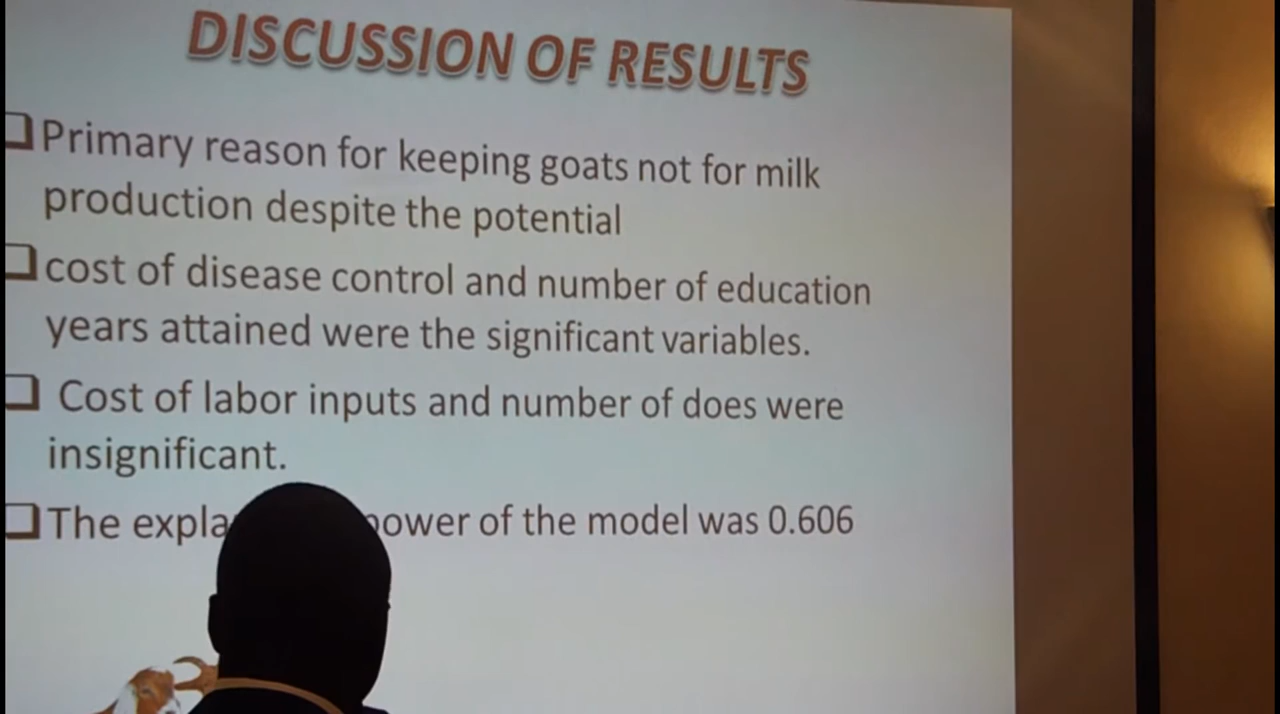 DISCUSSION OF RESULTS
Primary reason for keeping goats not for milk
production despite the potential
cost of disease control and number of education
years attained were the significant variables.
Cost of labor inputs and number of does were
insignificant.
The power of the model was 0.606